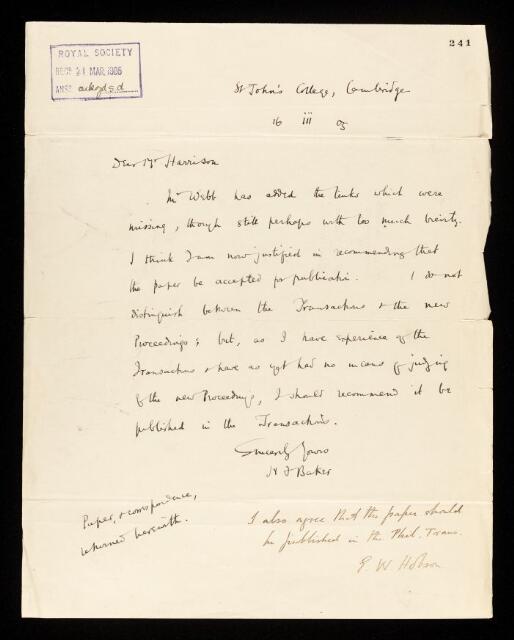 241
ROYAL SOCIETY
REC^D 21 MAR. 1905
ANS^D ackgd s.d
St John's College, Cambridge
16 iii 05
Dear Mr Harrison
Mr Webb has added the links which were
missing, though still perhaps with too much brevity.
I think I am now justified in recommending that
the paper be accepted for publication. I do not
distinguish between the Transactions & the new
Proceedings; but, as I have experience of the
Transactions & have as yet had no means of judging
of the new Proceedings, I should recommend it be
published in the Transactions.
Sincerely Yours
H F Baker
Paper, & correspondence,
returned herewith.
I also agree that this paper should
be published in the Phil. Trans.
E. W. Hobson